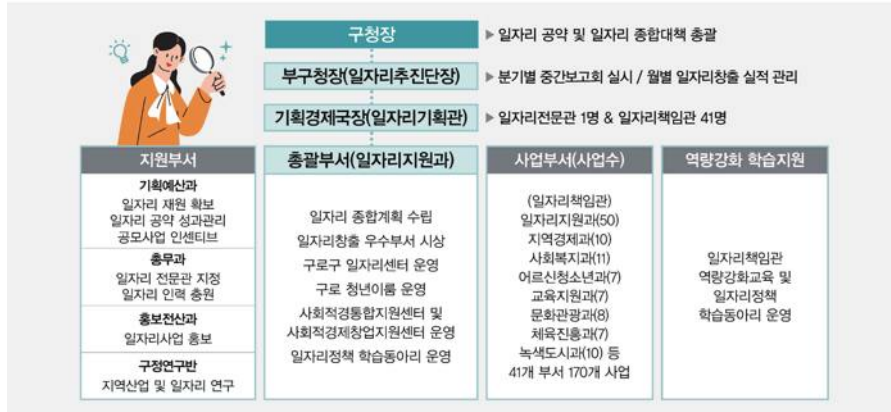 구청장
▶ 일자리 공약 및 일자리 종합대책 총괄
부구청장(일자리추진단장)
▶ 분기별 중간보고회 실시 / 월별 일자리창출 실적 관리
기획경제국장(일자리기획관)
▶ 일자리전문관 1명 & 일자리책임관 41명
지원부서
기획예산과
일자리 재원 확보
일자리 공약 성과관리
공모사업 인센티브
총무과
일자리 전문관 지정
일자리 인력 충원
홍보전산과
일자리사업 홍보
구정연구반
지역산업 및 일자리 연구
총괄부서(일자리지원과)
일자리 종합계획 수립
일자리창출 우수부서 시상
구로구 일자리센터 운영
구로 청년이룸 운영
사회적경통합지원센터 및
사회적경제창업지원센터 운영
일자리정책 학습동아리 운영
사업부서(사업수)
(일자리책임관)
일자리지원과(50)
지역경제과(10)
사회복지과(11)
어르신청소년과(7)
교육지원과(7)
문화관광과(8)
체육진흥과(7)
녹색도시과(10) 등
41개 부서 170개 사업
역량강화 학습지원
일자리책임관
역량강화교육 및
일자리정책
학습동아리 운영